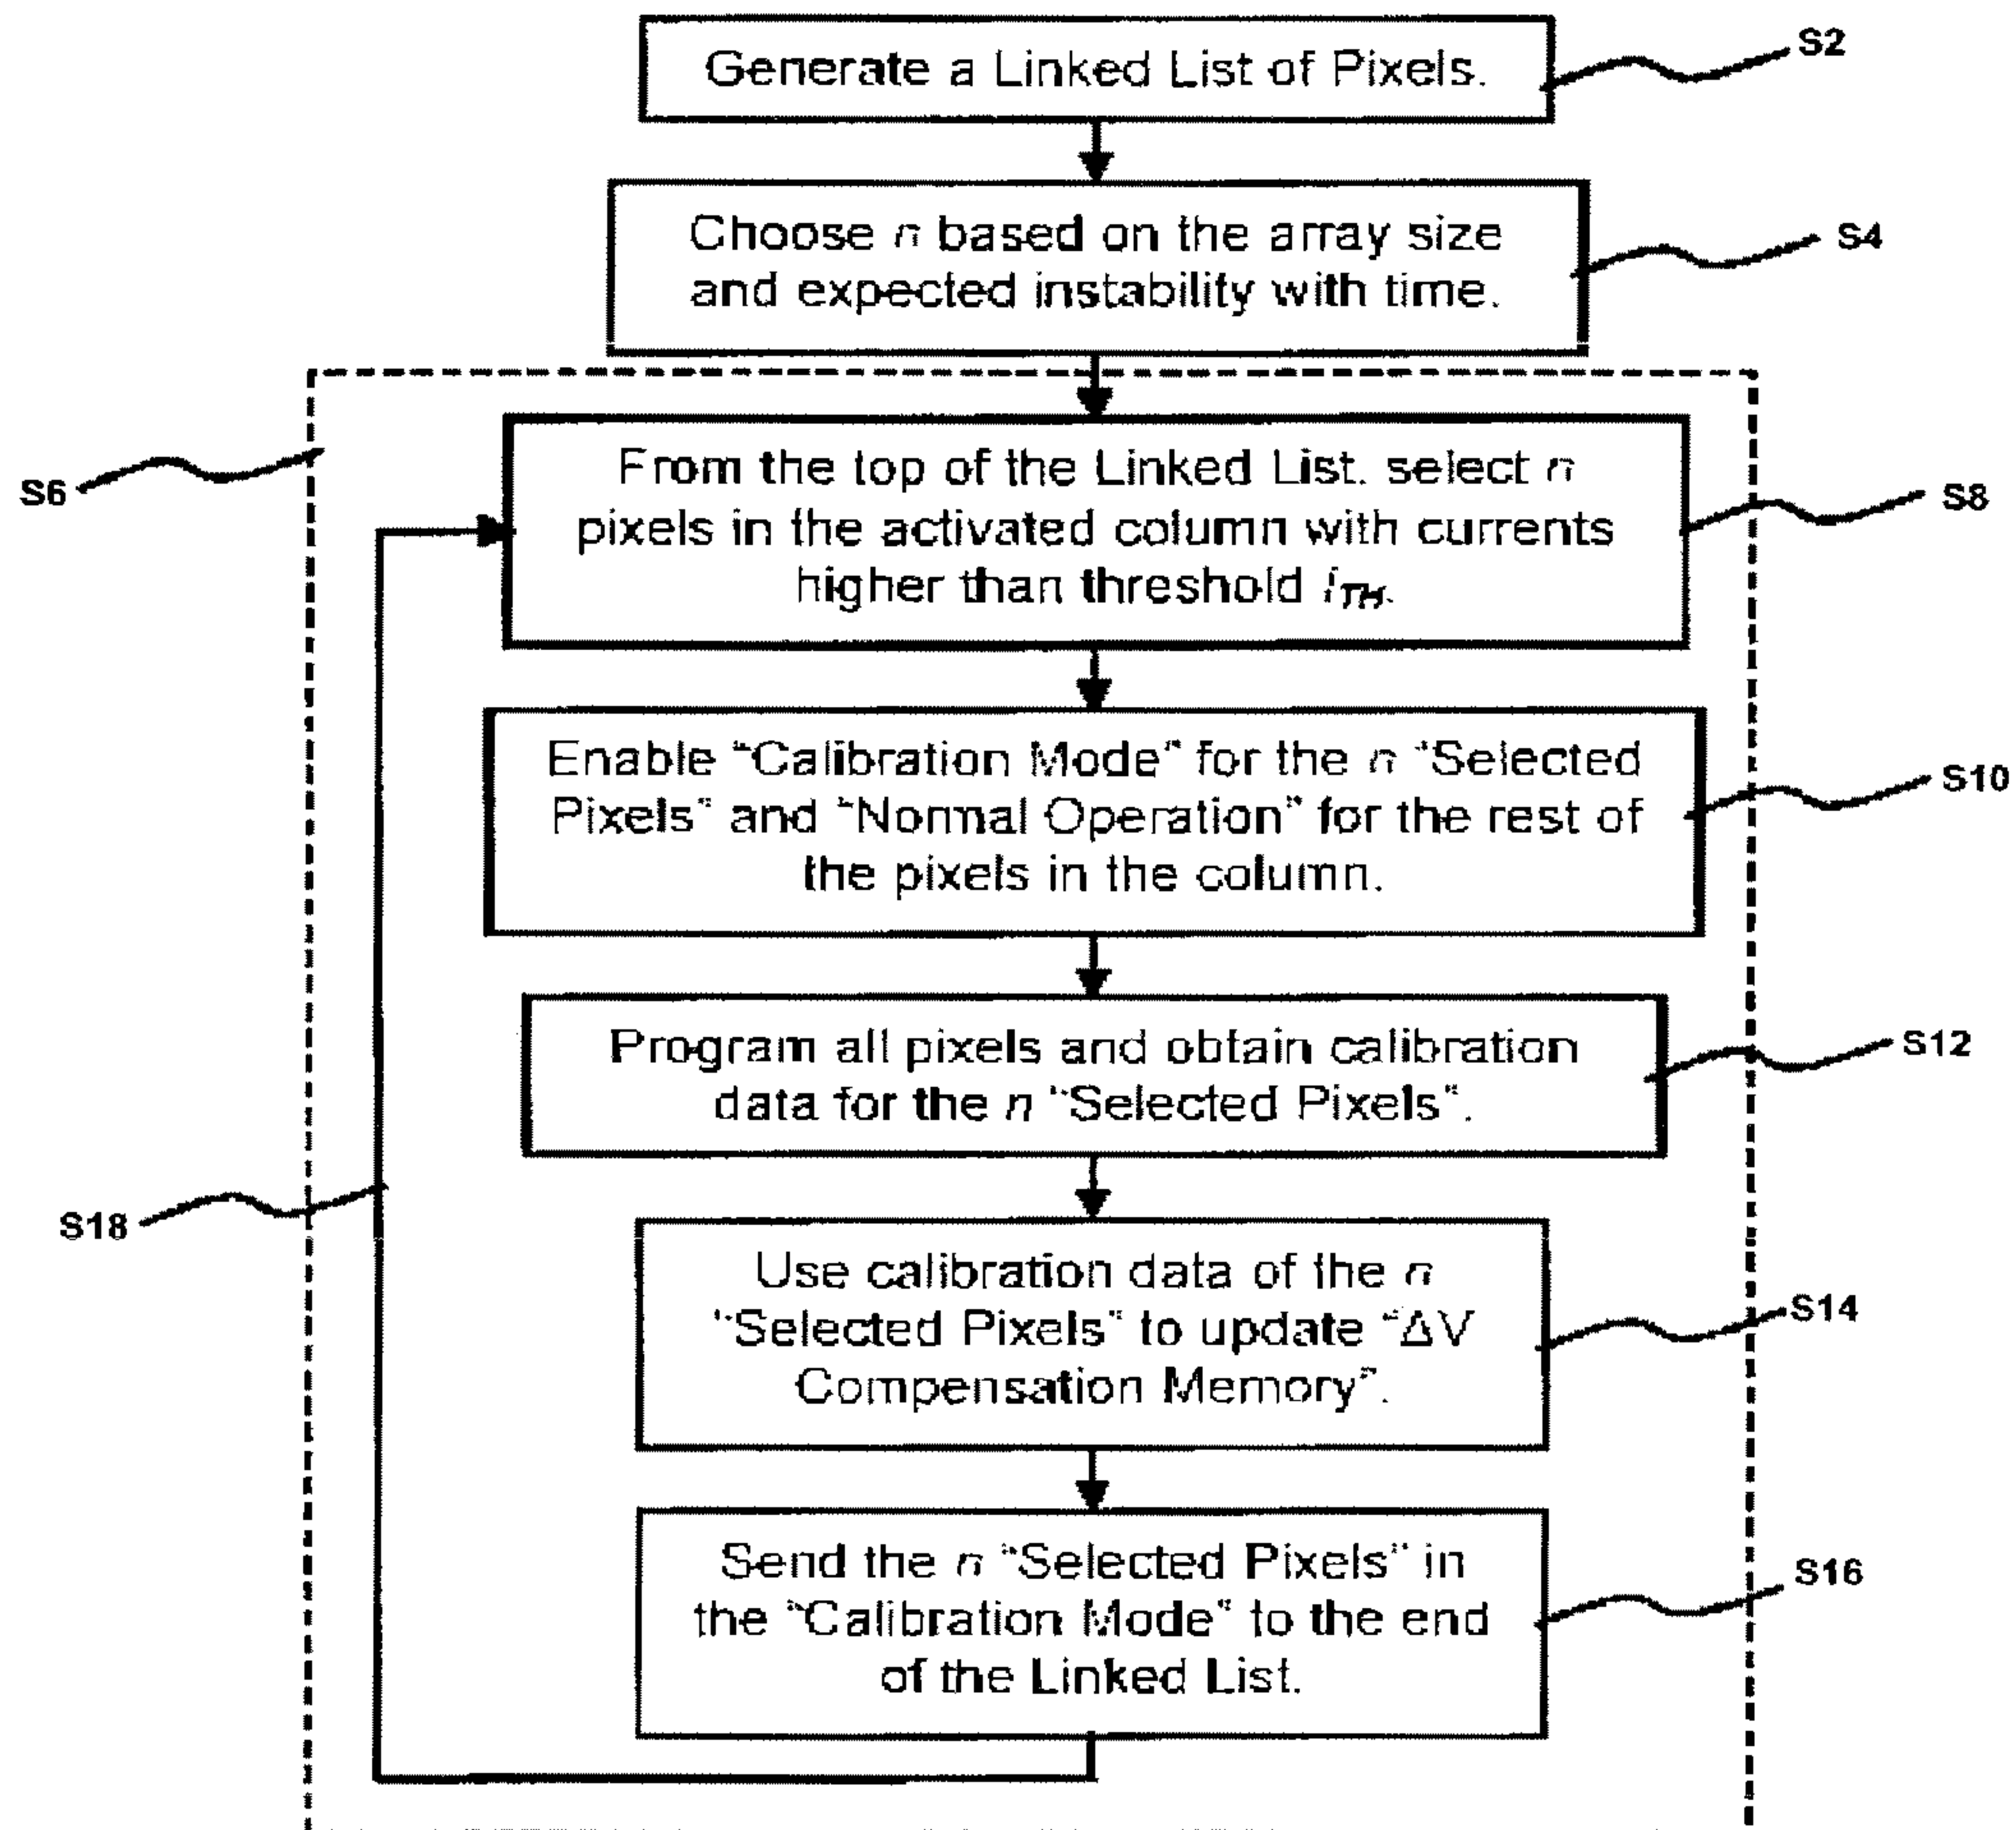 Generate a Linked List of Pixels.
S2
Choose n based on the array size
and expected instability with time.
S4
S6
From the top of the Linked List. select n
pixels in the activated column with currents
higher than threshold I_TH.
S8
Enable "Calibration Mode" for the n "Selected
Pixels" and "Normal Operation" for the rest of
the pixels in the column.
S10
Program all pixels and obtain calibration
data for the n "Selected Pixels".
S12
S18
Use calibration data of the n
"Selected Pixels" to update "ΔV
Compensation Memory".
S14
Send the n "Selected Pixels" in
the "Calibration Mode" to the end
of the Linked List.
S16